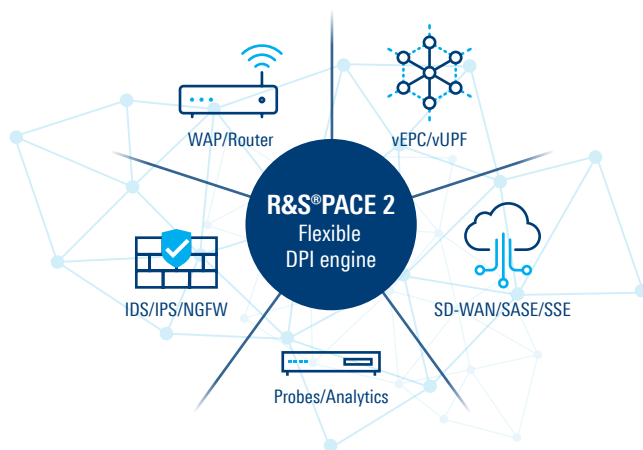 WAP/Router
vEPC/vUPF
R&S®PACE 2
Flexible
DPI engine
IDS/IPS/NGFW
SD-WAN/SASE/SSE
Probes/Analytics